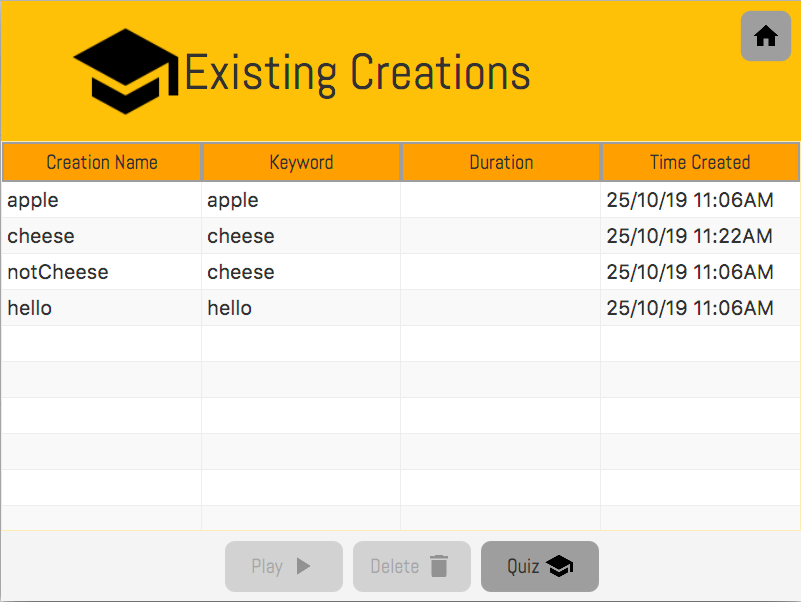 Existing Creations
Creation Name Keyword Duration Time Created
apple apple 25/10/19 11:06AM
cheese cheese 25/10/19 11:22AM
notCheese cheese 25/10/19 11:06AM
hello hello 25/10/19 11:06AM
Play Delete Quiz